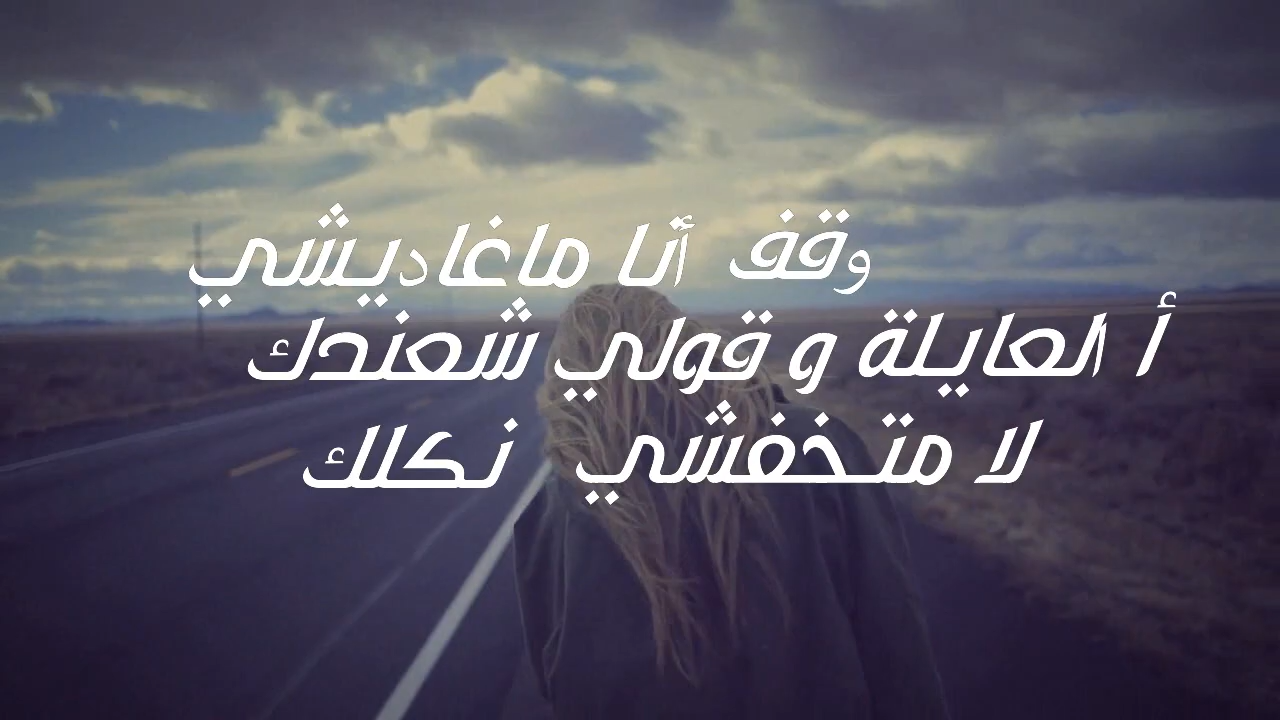 وقف أنا ماغاديشي
أ العايلة و قولي شعندك
لا متخفشي نكلك